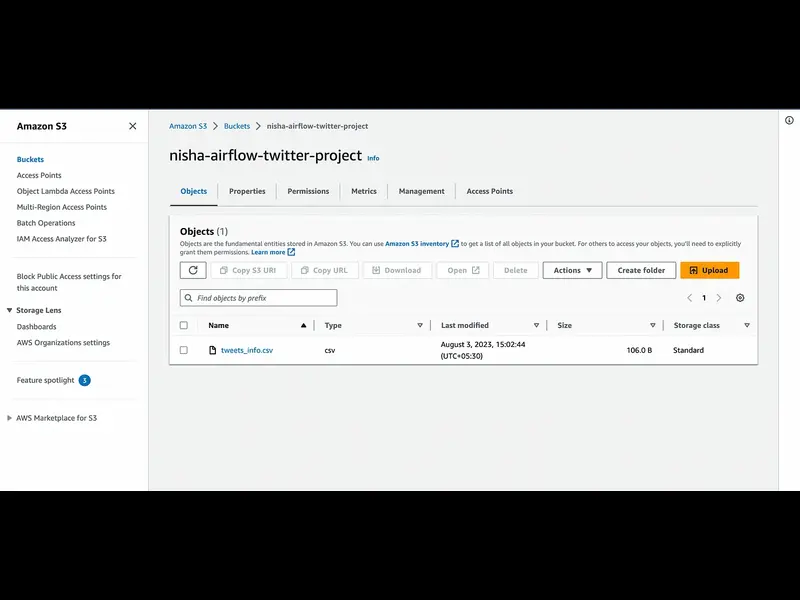 Amazon S3
Buckets
Access Points
Object Lambda Access Points
Multi-Region Access Points
Batch Operations
IAM Access Analyzer for S3
Block Public Access settings for
this account
Storage Lens
Dashboards
AWS Organizations settings
Feature spotlight 3
AWS Marketplace for S3
Amazon S3 Buckets nisha-airflow-twitter-project
nisha-airflow-twitter-project Info
Objects Properties Permissions Metrics Management Access Points
Objects (1)
Objects are the fundamental entities stored in Amazon S3. You can use Amazon S3 inventory to get a list of all objects in your bucket. For others to access your objects, you'll need to explicitly
grant them permissions. Learn more
Copy S3 URI Copy URL Download Open Delete Actions Create folder Upload
Find objects by prefix 1
Name Type Last modified Size Storage class
tweets_info.csv csv August 3, 2023, 15:02:44 106.0 B Standard
(UTC+05:30)